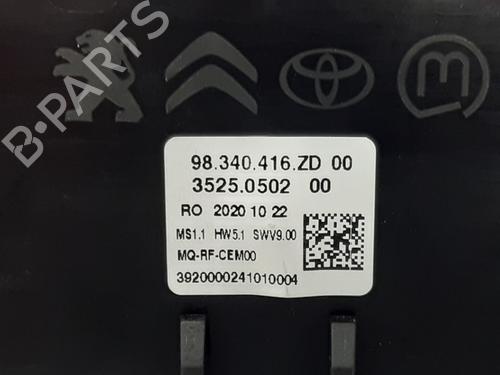 B-PARTS
98.340.416.ZD 00
3525.0502 00
RO 2020 10 22
MS1.1 HW5.1 SWV9.00
MQ-RF-CEM00
3920000241010004